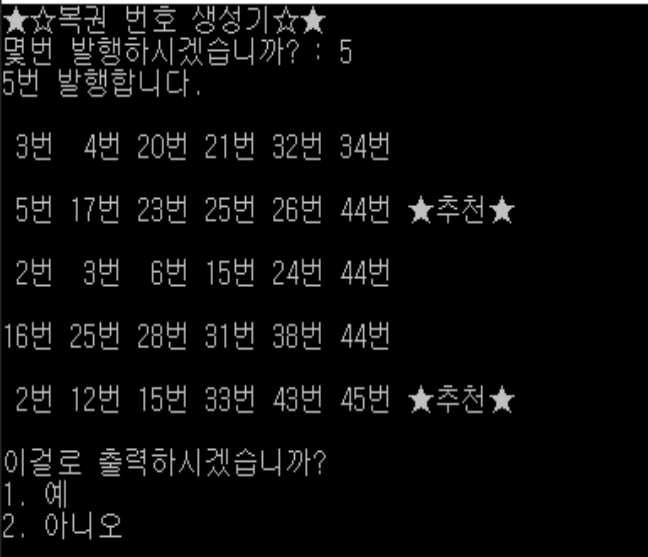 ★☆복권 번호 생성기☆★
몇번 발행하시겠습니까? : 5
5번 발행합니다.
3번 4번 20번 21번 32번 34번
5번 17번 23번 25번 26번 44번 ★추천★
2번 3번 6번 15번 24번 44번
16번 25번 28번 31번 38번 44번
2번 12번 15번 33번 43번 45번 ★추천★
이걸로 출력하시겠습니까?
1. 예
2. 아니오